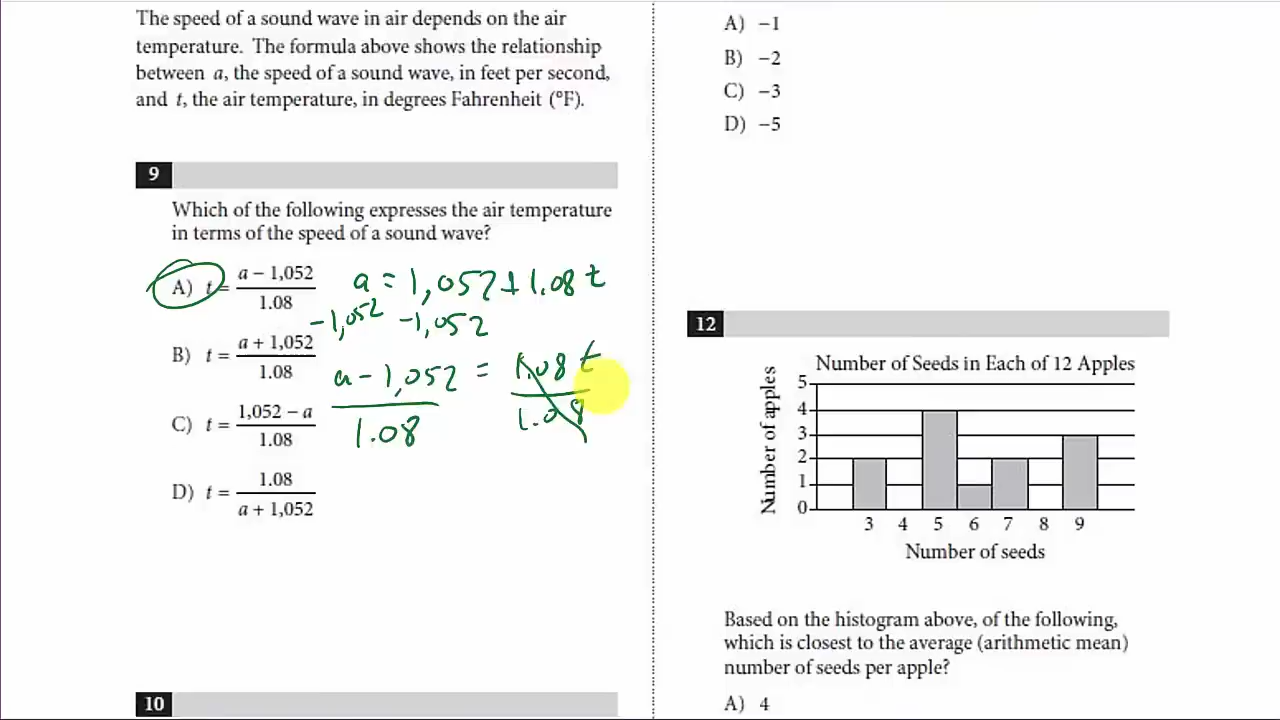 The speed of a sound wave in air depends on the air
temperature. The formula above shows the relationship
between a, the speed of a sound wave, in feet per second,
and t, the air temperature, in degrees Fahrenheit (°F).
9
Which of the following expresses the air temperature
in terms of the speed of a sound wave?
A) t = a − 1,052
1.08
B) t = a + 1,052
1.08
C) t = 1,052 − a
1.08
D) t = 1.08
a + 1,052
a = 1,052 + 1.08 t
-1,052 -1,052
a - 1,052 = 1.08 t
1.08 1.08
10
A) −1
B) −2
C) −3
D) −5
12
Number of Seeds in Each of 12 Apples
Number of apples
5
4
3
2
1
0
3 4 5 6 7 8 9
Number of seeds
Based on the histogram above, of the following,
which is closest to the average (arithmetic mean)
number of seeds per apple?
A) 4